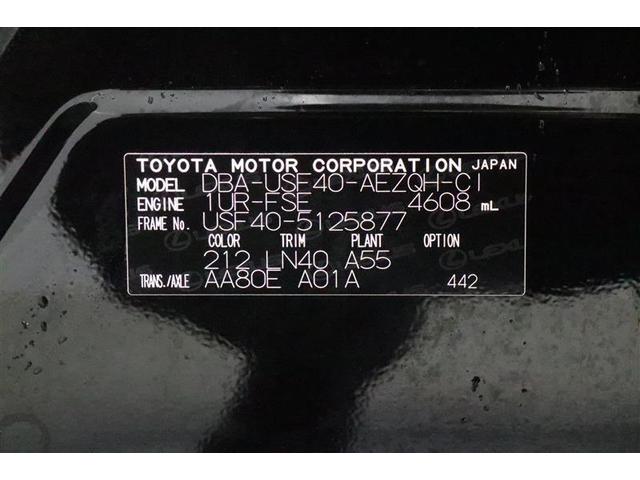 TOYOTA MOTOR CORPORATION JAPAN
MODEL DBA-USF40-AEZQH-C1
ENGINE 1UR-FSE 4608 mL
FRAME No. USF40-5125877
COLOR TRIM PLANT OPTION
212 LN40 A55
TRANS./AXLE AA80E A01A 442